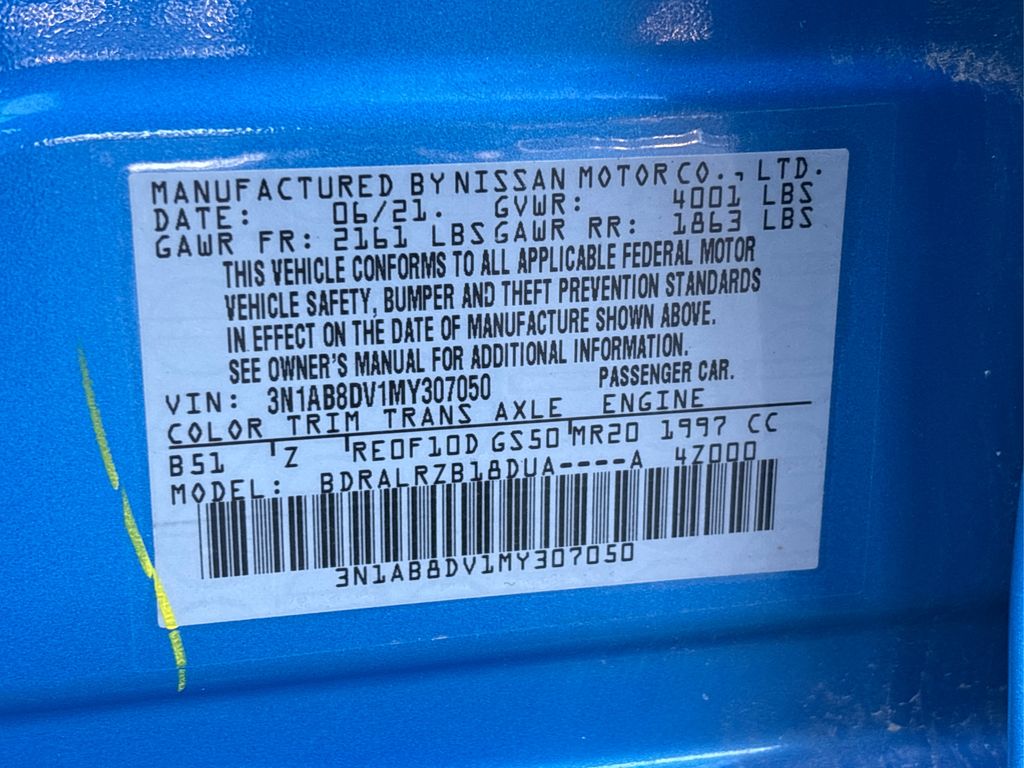 MANUFACTURED BY NISSAN MOTOR CO., LTD.
DATE: 06/21. GVWR: 4001 LBS
GAWR FR: 2161 LBS GAWR RR: 1863 LBS
THIS VEHICLE CONFORMS TO ALL APPLICABLE FEDERAL MOTOR
VEHICLE SAFETY, BUMPER AND THEFT PREVENTION STANDARDS
IN EFFECT ON THE DATE OF MANUFACTURE SHOWN ABOVE.
SEE OWNER'S MANUAL FOR ADDITIONAL INFORMATION.
VIN: 3N1AB8DV1MY307050 PASSENGER CAR.
COLOR TRIM TRANS AXLE ENGINE
B51 Z RE0F10D GS50 MR20 1997 CC
MODEL: BDRALRZB18DUA----A 4Z000
3N1AB8DV1MY307050